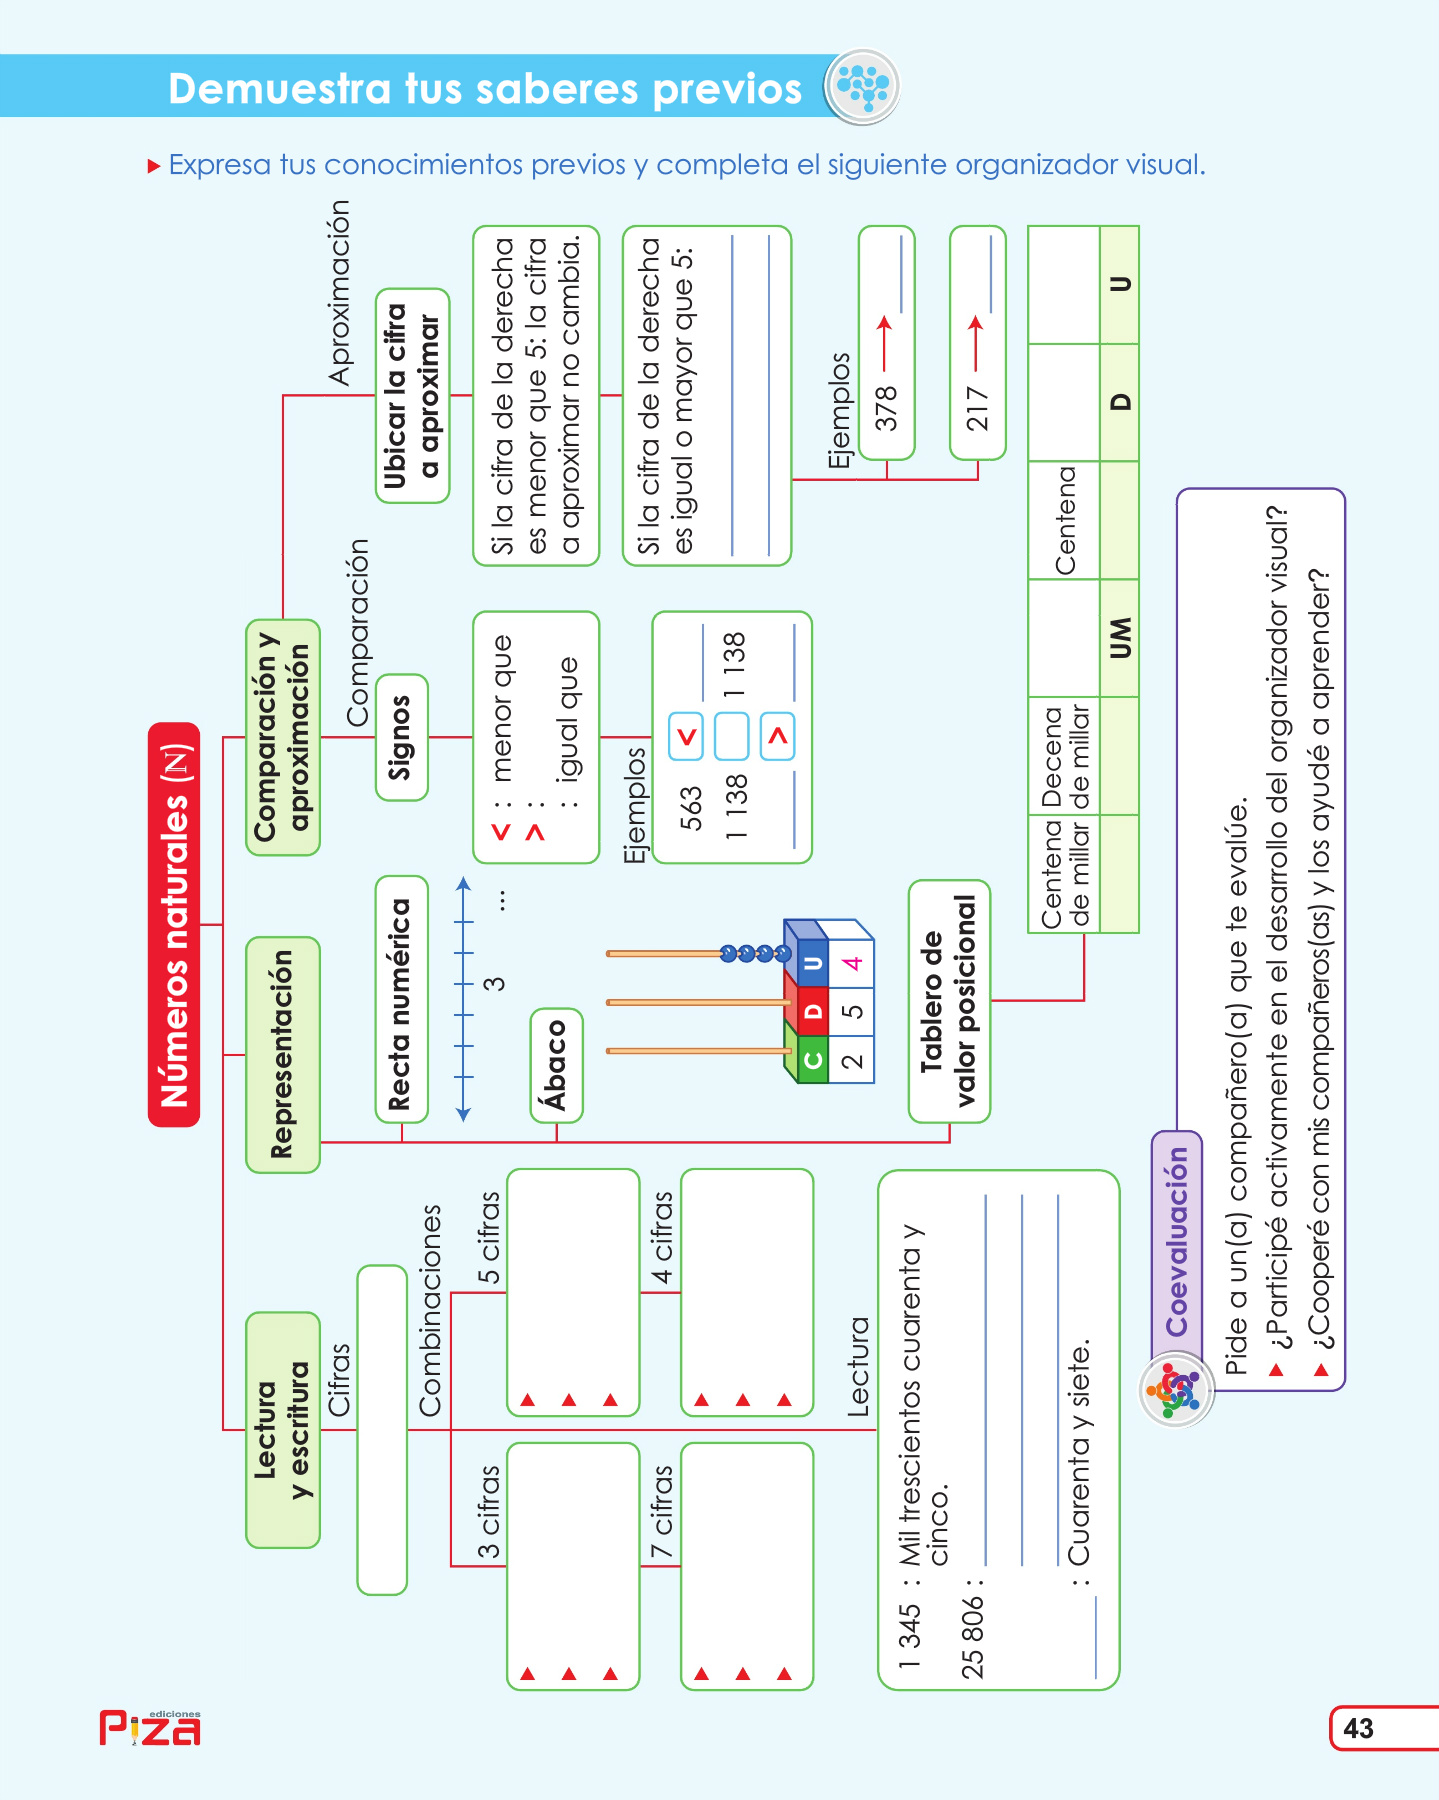 Demuestra tus saberes previos
Expresa tus conocimientos previos y completa el siguiente organizador visual.
Números naturales (N)
Lectura
y escritura
Cifras
Combinaciones
3 cifras
5 cifras
7 cifras
4 cifras
Lectura
1 345 : Mil trescientos cuarenta y
cinco.
25 806 :
: Cuarenta y siete.
Representación
Recta numérica
3 ...
Ábaco
C D U
2 5 4
Tablero de
valor posicional
Centena
de millar
Decena
de millar
Centena
UM D U
Comparación y
aproximación
Comparación
Signos
< : menor que
> :
: igual que
Ejemplos
563 <
1 138 1 138
>
Aproximación
Ubicar la cifra
a aproximar
Si la cifra de la derecha
es menor que 5: la cifra
a aproximar no cambia.
Si la cifra de la derecha
es igual o mayor que 5:
Ejemplos
378
217
Coevaluación
Pide a un(a) compañero(a) que te evalúe.
¿Participé activamente en el desarrollo del organizador visual?
¿Cooperé con mis compañeros(as) y los ayudé a aprender?
ediciones
Piza
43